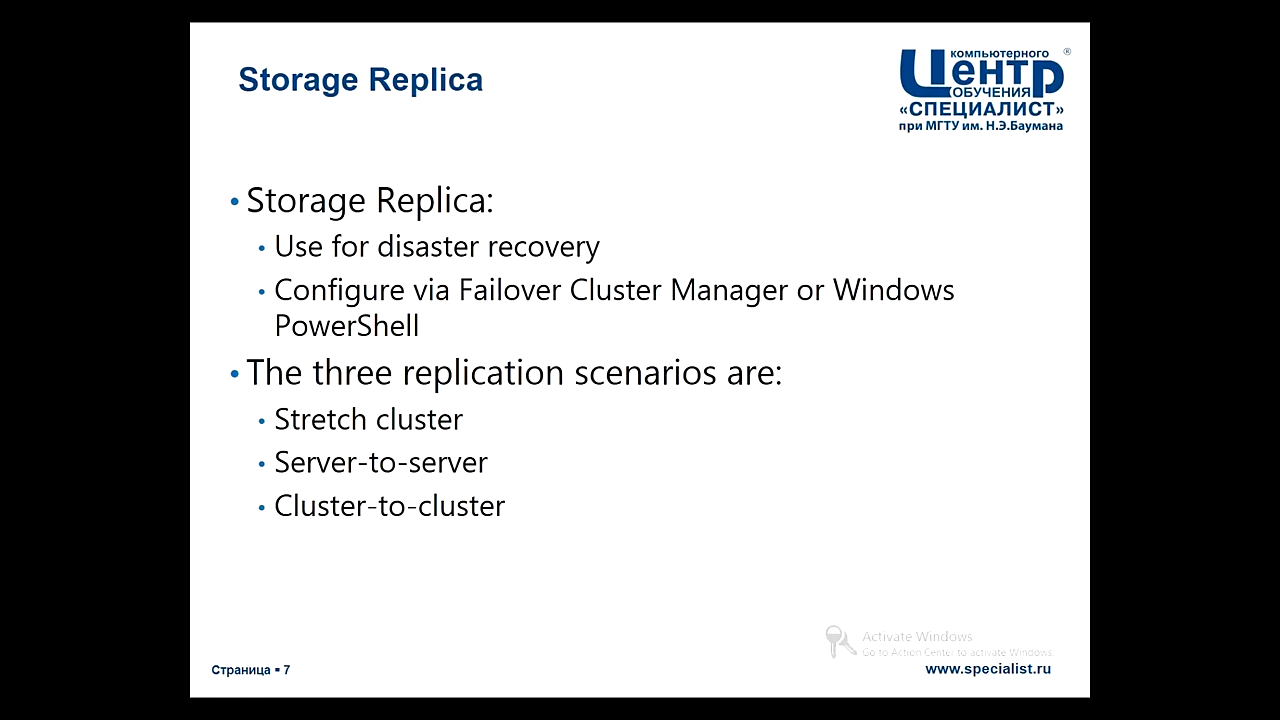 Storage Replica
компьютерного
Центр
ОБУЧЕНИЯ
«СПЕЦИАЛИСТ»
при МГТУ им. Н.Э.Баумана
®
• Storage Replica:
• Use for disaster recovery
• Configure via Failover Cluster Manager or Windows
PowerShell
• The three replication scenarios are:
• Stretch cluster
• Server-to-server
• Cluster-to-cluster
Activate Windows
Go to Action Center to activate Windows.
Страница ▪ 7
www.specialist.ru